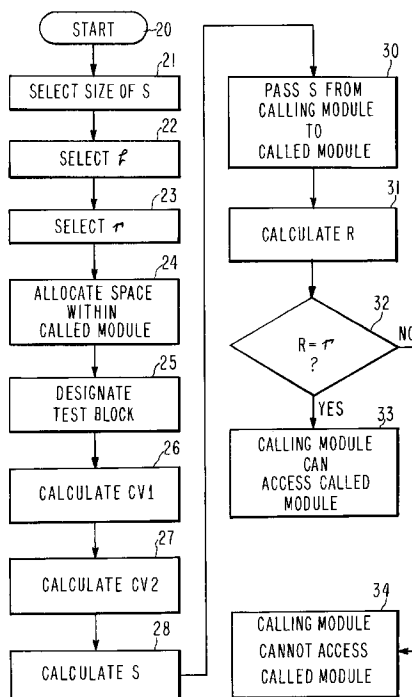 START
20
21
SELECT SIZE OF S
22
SELECT f
23
SELECT r
24
ALLOCATE SPACE
WITHIN
CALLED MODULE
25
DESIGNATE
TEST BLOCK
26
CALCULATE CV1
27
CALCULATE CV2
28
CALCULATE S
30
PASS S FROM
CALLING MODULE
TO
CALLED MODULE
31
CALCULATE R
32
R = r
?
NO
YES
33
CALLING MODULE
CAN
ACCESS CALLED
MODULE
34
CALLING MODULE
CANNOT ACCESS
CALLED MODULE